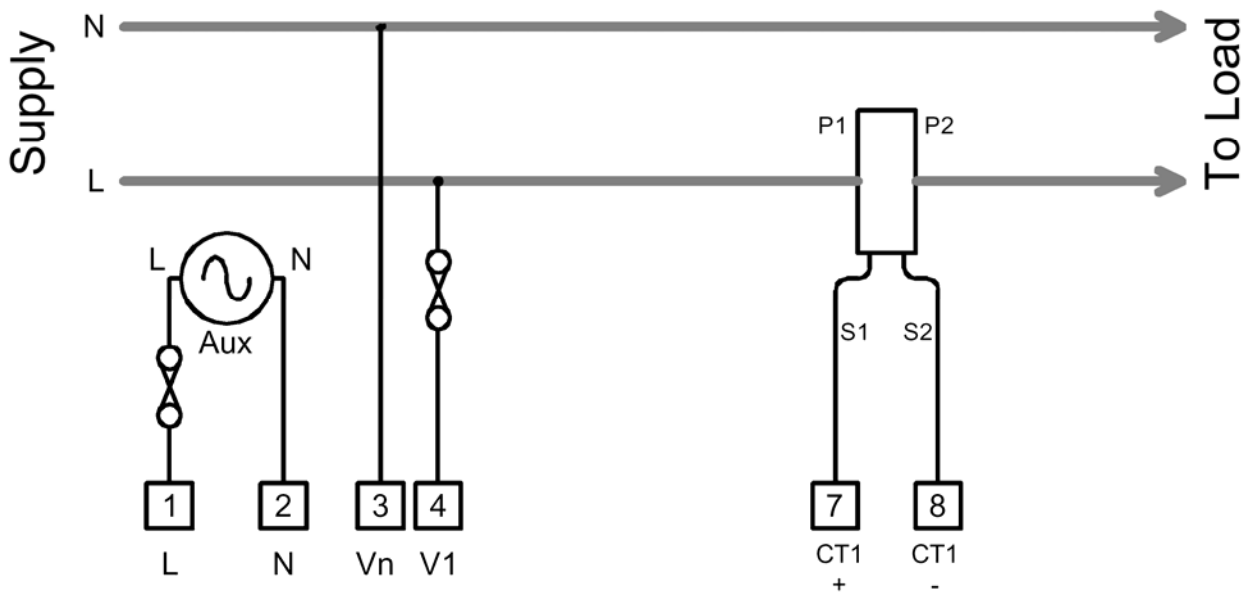 Supply
N
To Load
P1 P2
L
L N
Aux
S1 S2
1 2 3 4 7 8
L N Vn V1 CT1 CT1
+ -